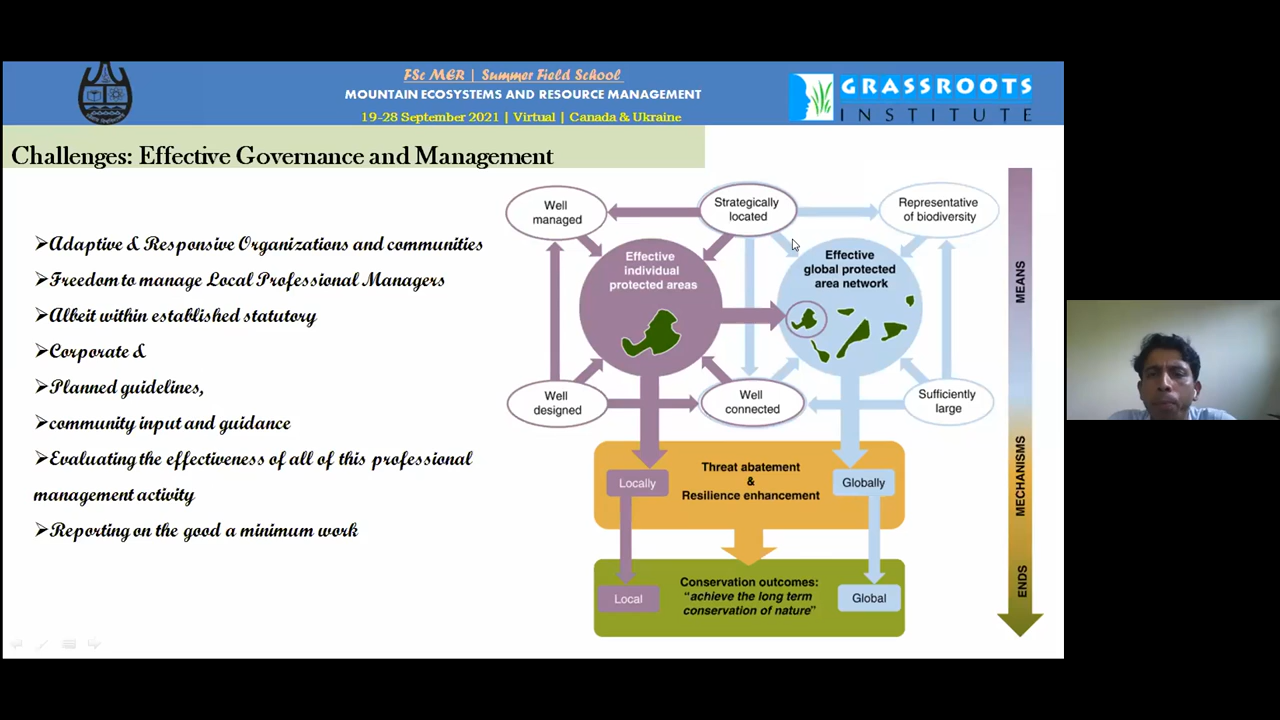 FSc MER | Summer Field School
MOUNTAIN ECOSYSTEMS AND RESOURCE MANAGEMENT
19-28 September 2021 | Virtual | Canada & Ukraine
GRASSROOTS
INSTITUTE
Challenges: Effective Governance and Management
➢Adaptive & Responsive Organizations and communities
➢Freedom to manage Local Professional Managers
➢Albeit within established statutory
➢Corporate &
➢Planned guidelines,
➢community input and guidance
➢Evaluating the effectiveness of all of this professional
management activity
➢Reporting on the good a minimum work
Well
managed
Strategically
located
Representative
of biodiversity
Effective
individual
protected areas
Effective
global protected
area network
Well
designed
Well
connected
Sufficiently
large
Locally
Threat abatement
&
Resilience enhancement
Globally
Local
Conservation outcomes:
"achieve the long term
conservation of nature"
Global
MEANS
MECHANISMS
ENDS